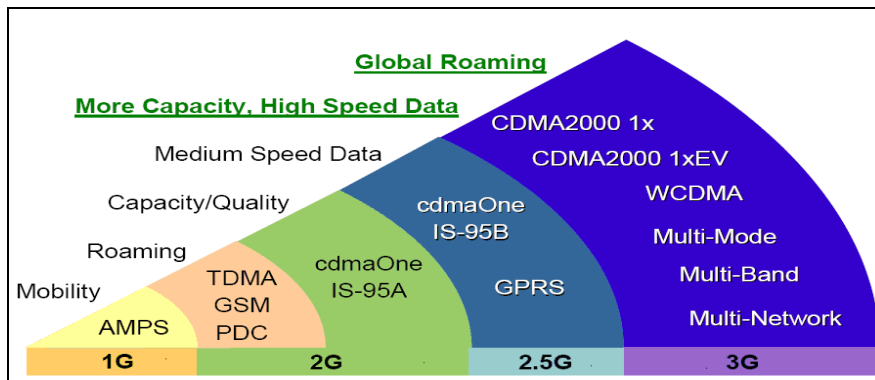 Global Roaming
More Capacity, High Speed Data
Medium Speed Data
Capacity/Quality
Roaming
Mobility
AMPS
TDMA
GSM
PDC
cdmaOne
IS-95A
cdmaOne
IS-95B
GPRS
CDMA2000 1x
CDMA2000 1xEV
WCDMA
Multi-Mode
Multi-Band
Multi-Network
1G
2G
2.5G
3G